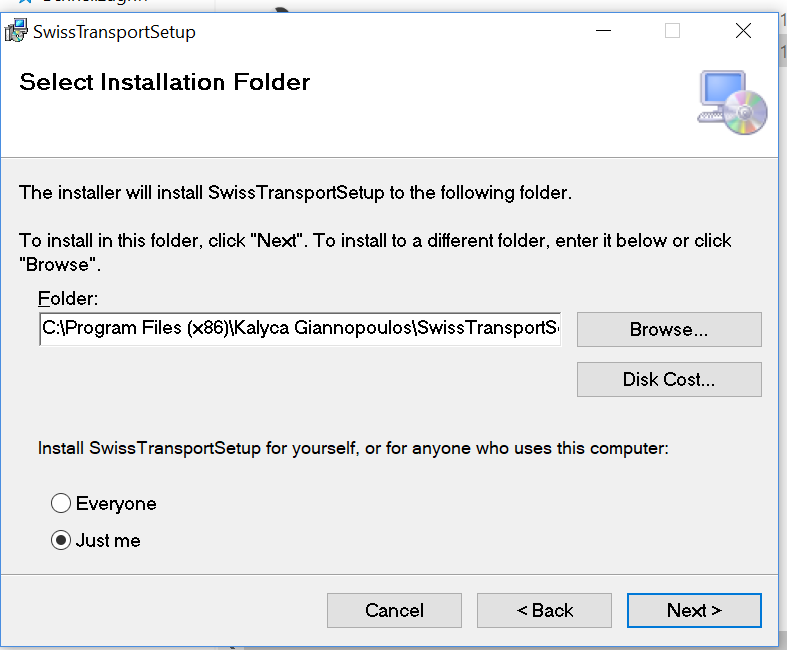 SwissTransportSetup
Select Installation Folder
The installer will install SwissTransportSetup to the following folder.
To install in this folder, click "Next". To install to a different folder, enter it below or click
"Browse".
Folder:
C:\Program Files (x86)\Kalyca Giannopoulos\SwissTransportS
Browse...
Disk Cost...
Install SwissTransportSetup for yourself, or for anyone who uses this computer:
Everyone
Just me
Cancel
< Back
Next >